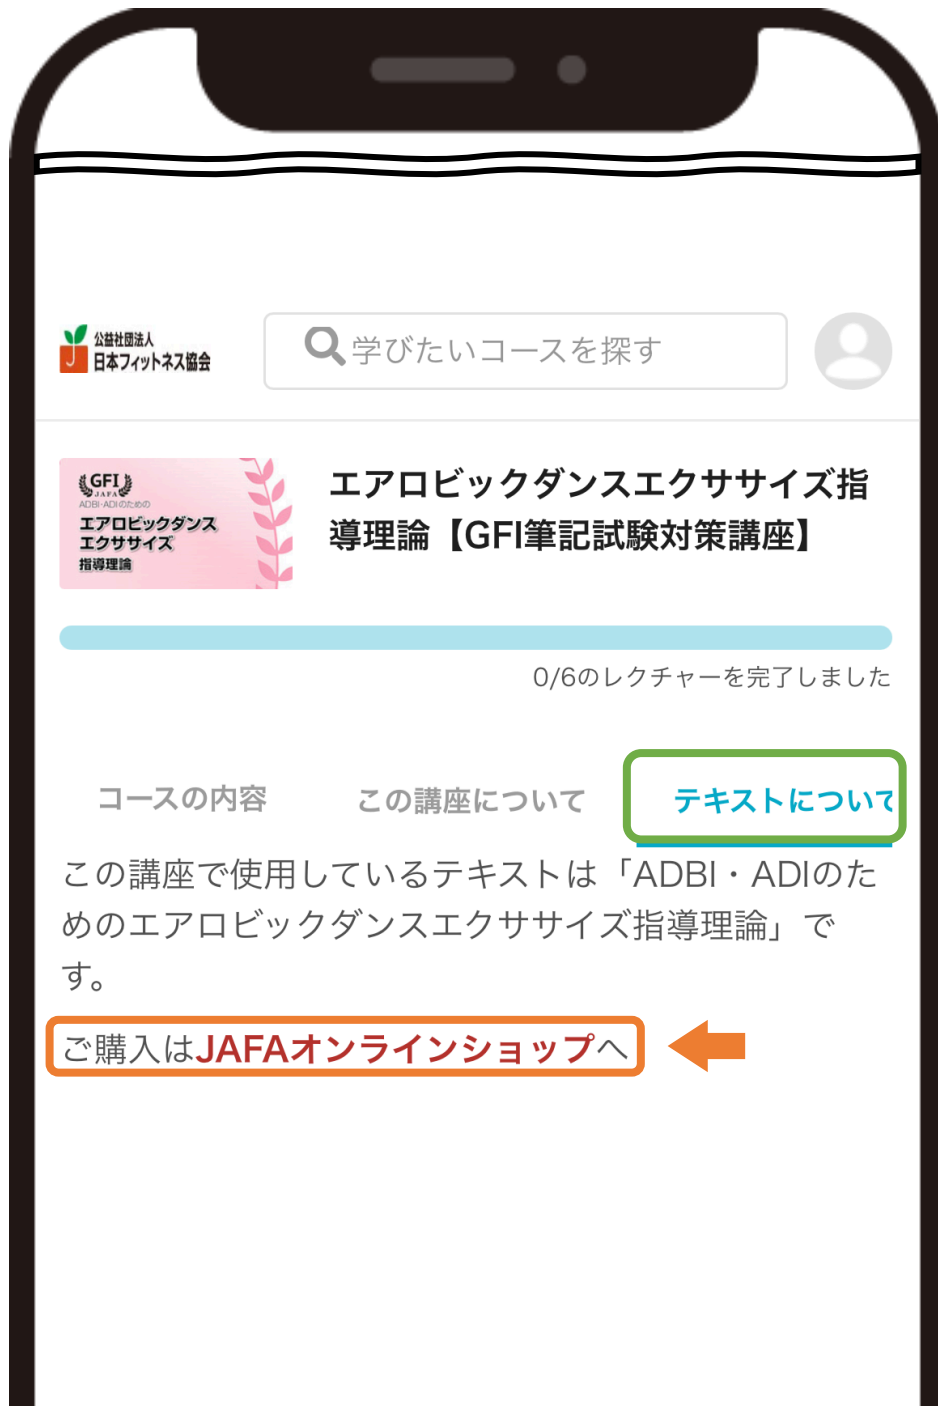 公益社団法人
日本フィットネス協会
学びたいコースを探す
GFI
JAFA
ADBI・ADIのための
エアロビックダンス
エクササイズ
指導理論
エアロビックダンスエクササイズ指
導理論【GFI筆記試験対策講座】
0/6のレクチャーを完了しました
コースの内容 この講座について テキストについて
この講座で使用しているテキストは「ADBI・ADIのた
めのエアロビックダンスエクササイズ指導理論」で
す。
ご購入はJAFAオンラインショップへ